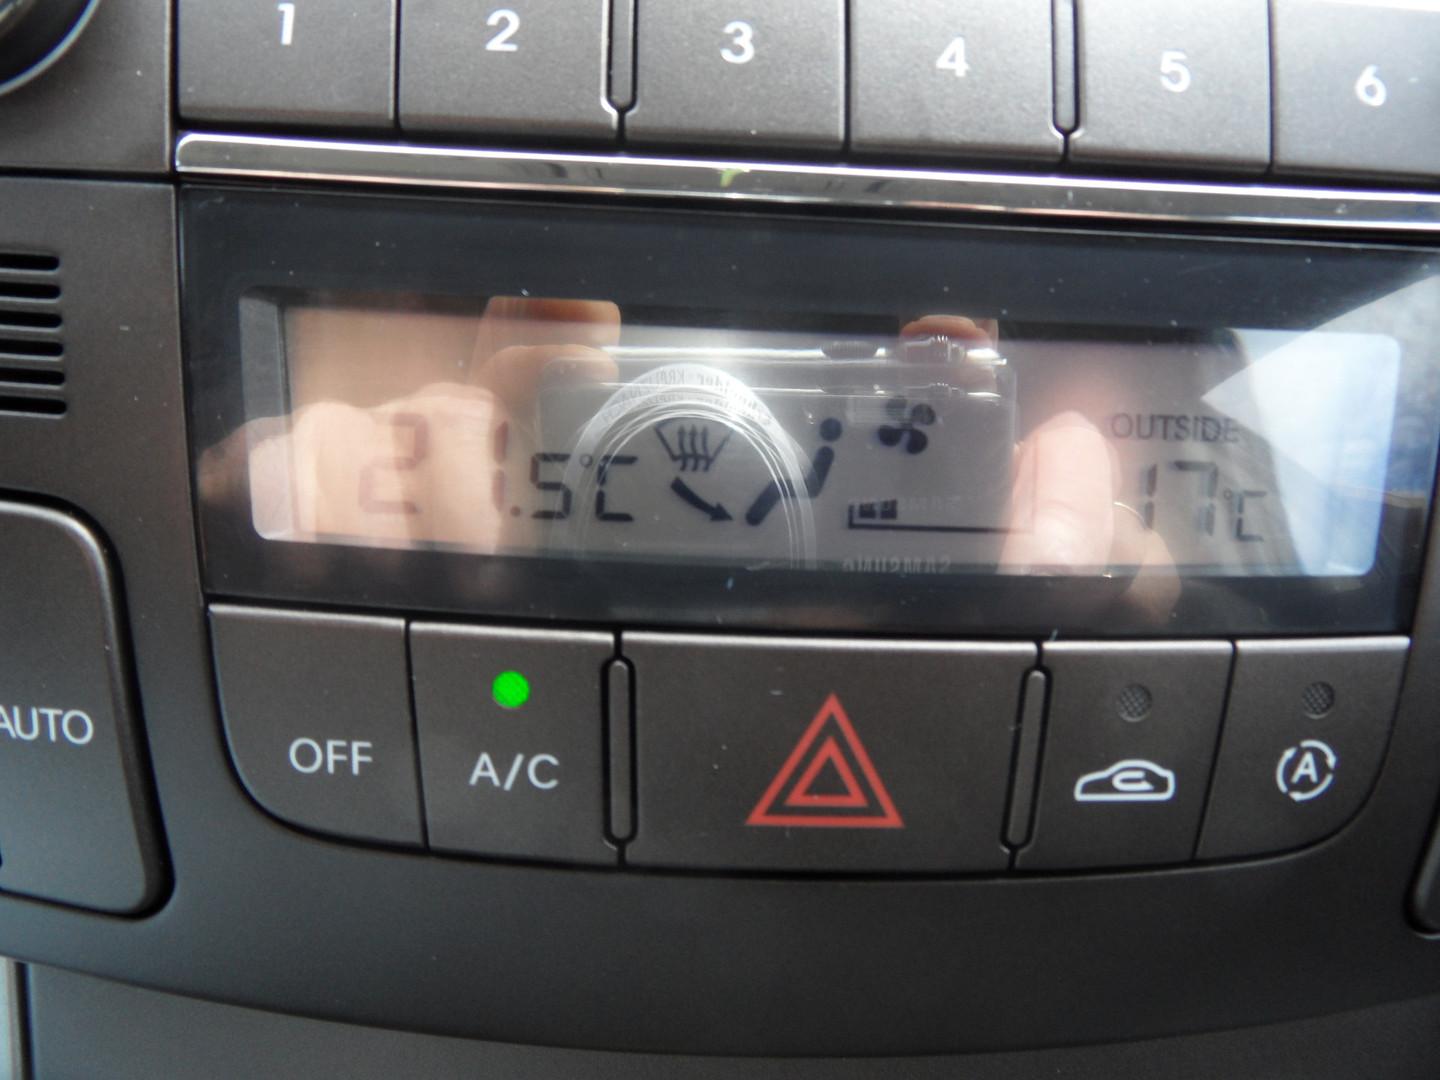 1 2 3 4 5 6
OUTSIDE
21.5°C 17°C
AUTO
OFF A/C A